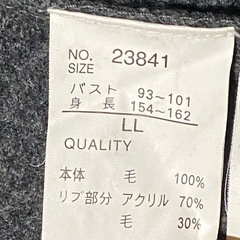 NO. 23841
SIZE
バスト 93~101
身長 154~162
LL
QUALITY
本体 毛 100%
リブ部分 アクリル 70%
毛 30%